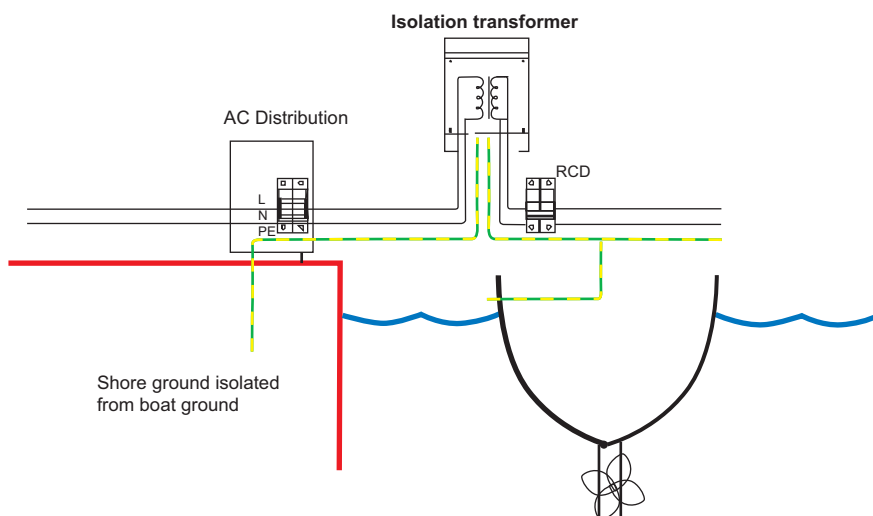 Isolation transformer
AC Distribution
RCD
L
N
PE
Shore ground isolated
from boat ground